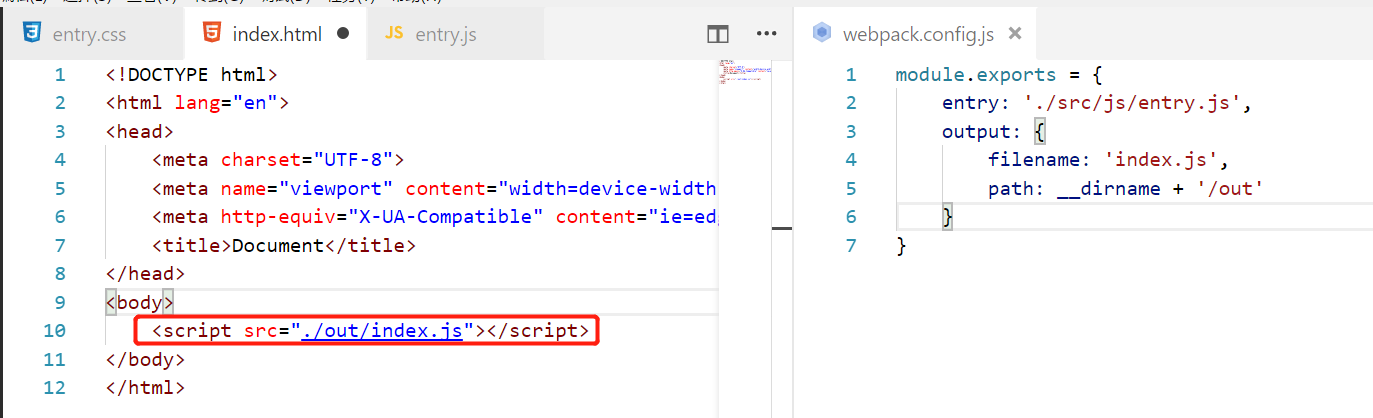 entry.css
index.html
JS entry.js
1 <!DOCTYPE html>
2 <html lang="en">
3 <head>
4 <meta charset="UTF-8">
5 <meta name="viewport" content="width=device-width
6 <meta http-equiv="X-UA-Compatible" content="ie=edg
7 <title>Document</title>
8 </head>
9 <body>
10 <script src="./out/index.js"></script>
11 </body>
12 </html>
webpack.config.js
1 module.exports = {
2 entry: './src/js/entry.js',
3 output: {
4 filename: 'index.js',
5 path: __dirname + '/out'
6 }
7 }